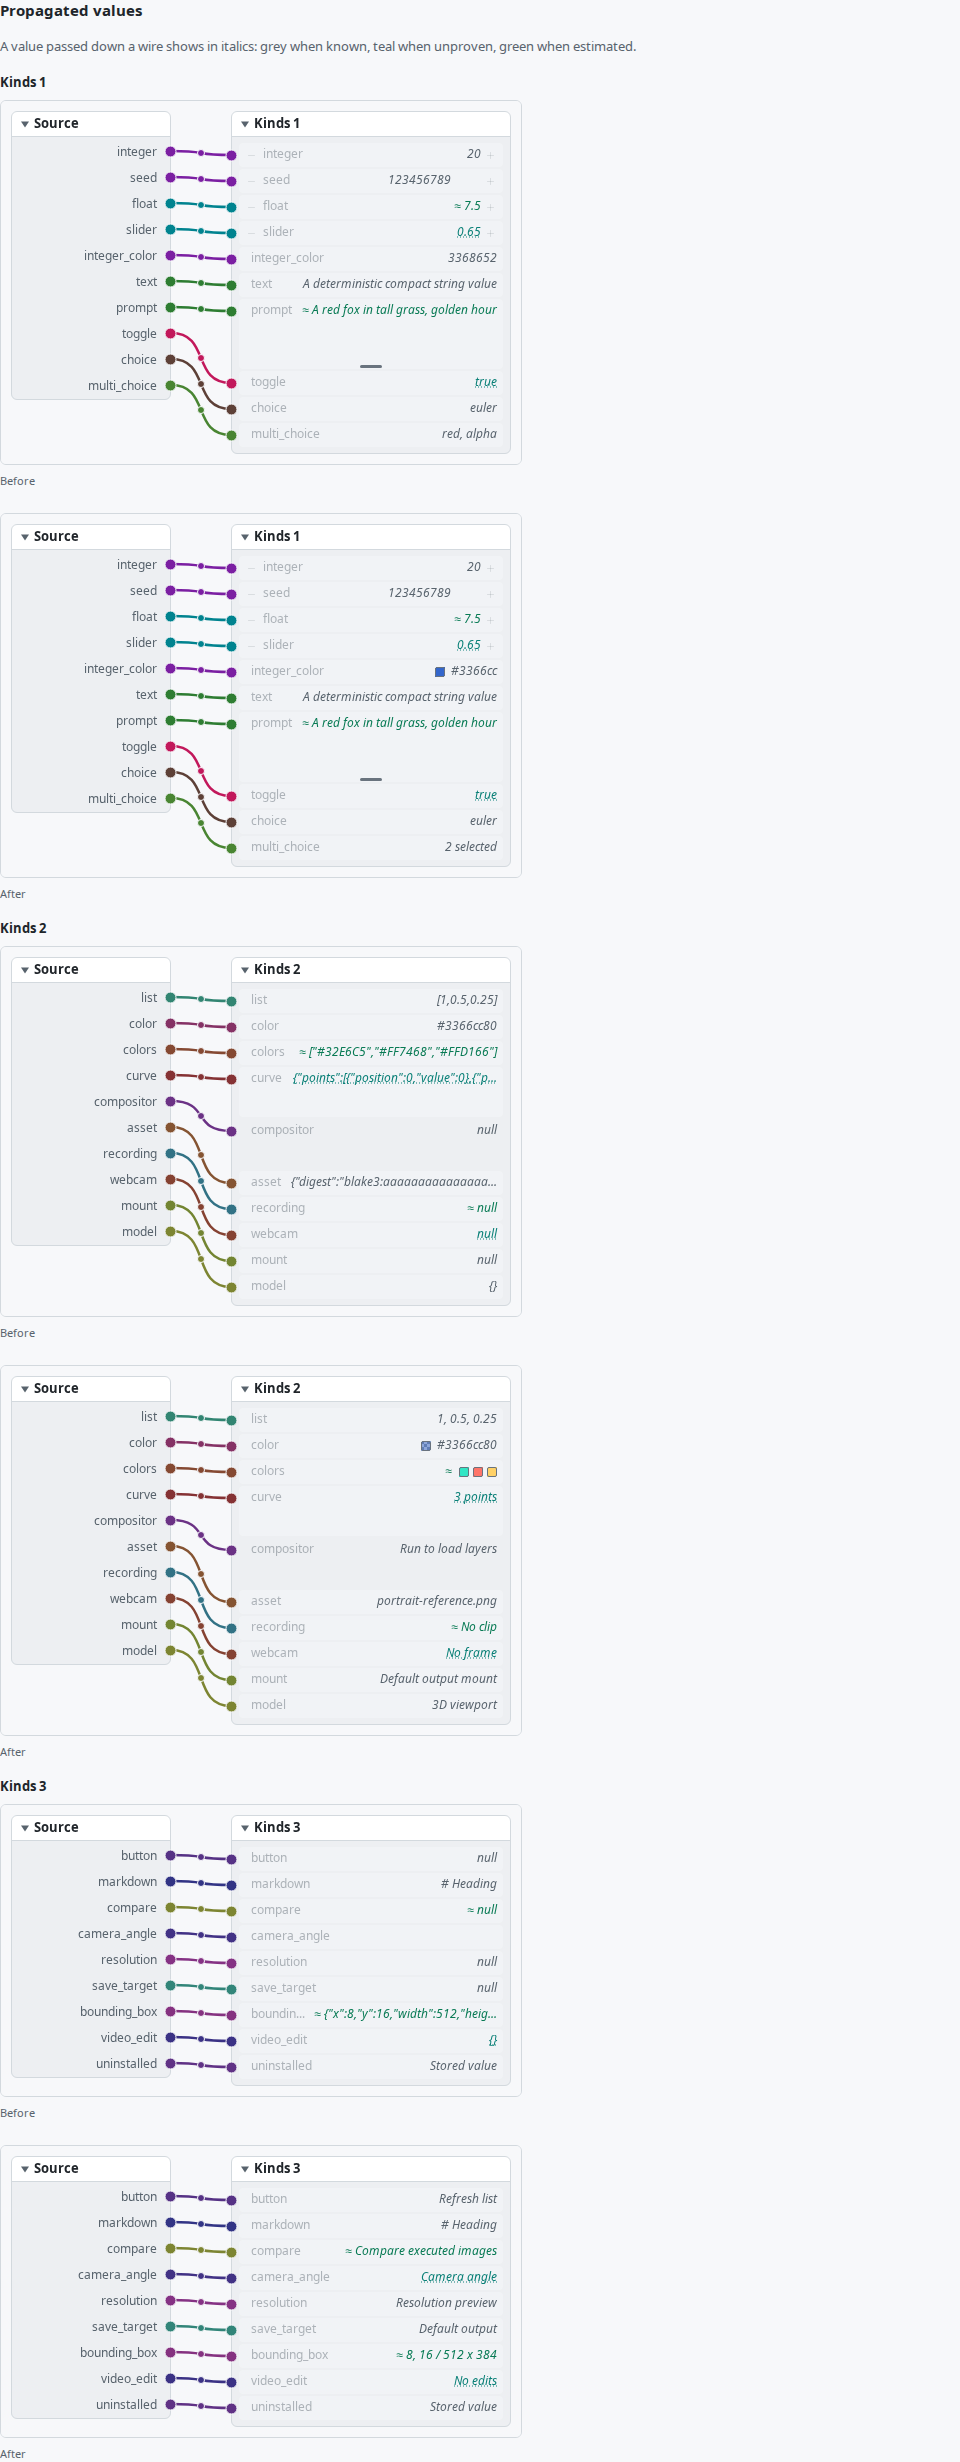 Propagated values
A value passed down a wire shows in italics: grey when known, teal when unproven, green when estimated.
Kinds 1
Source
integer
seed
float
slider
integer_color
text
prompt
toggle
choice
multi_choice
Kinds 1
− integer 20 +
− seed 123456789 +
− float ≈ 7.5 +
− slider 0.65 +
integer_color 3368652
text A deterministic compact string value
prompt ≈ A red fox in tall grass, golden hour
toggle true
choice euler
multi_choice red, alpha
Before
Source
integer
seed
float
slider
integer_color
text
prompt
toggle
choice
multi_choice
Kinds 1
− integer 20 +
− seed 123456789 +
− float ≈ 7.5 +
− slider 0.65 +
integer_color #3366cc
text A deterministic compact string value
prompt ≈ A red fox in tall grass, golden hour
toggle true
choice euler
multi_choice 2 selected
After
Kinds 2
Source
list
color
colors
curve
compositor
asset
recording
webcam
mount
model
Kinds 2
list [1,0.5,0.25]
color #3366cc80
colors ≈ ["#32E6C5","#FF7468","#FFD166"]
curve {"points":[{"position":0,"value":0},{"p...
compositor null
asset {"digest":"blake3:aaaaaaaaaaaaaaaa...
recording ≈ null
webcam null
mount null
model {}
Before
Source
list
color
colors
curve
compositor
asset
recording
webcam
mount
model
Kinds 2
list 1, 0.5, 0.25
color #3366cc80
colors ≈
curve 3 points
compositor Run to load layers
asset portrait-reference.png
recording ≈ No clip
webcam No frame
mount Default output mount
model 3D viewport
After
Kinds 3
Source
button
markdown
compare
camera_angle
resolution
save_target
bounding_box
video_edit
uninstalled
Kinds 3
button null
markdown # Heading
compare ≈ null
camera_angle
resolution null
save_target null
boundin... ≈ {"x":8,"y":16,"width":512,"heig...
video_edit {}
uninstalled Stored value
Before
Source
button
markdown
compare
camera_angle
resolution
save_target
bounding_box
video_edit
uninstalled
Kinds 3
button Refresh list
markdown # Heading
compare ≈ Compare executed images
camera_angle Camera angle
resolution Resolution preview
save_target Default output
bounding_box ≈ 8, 16 / 512 x 384
video_edit No edits
uninstalled Stored value
After